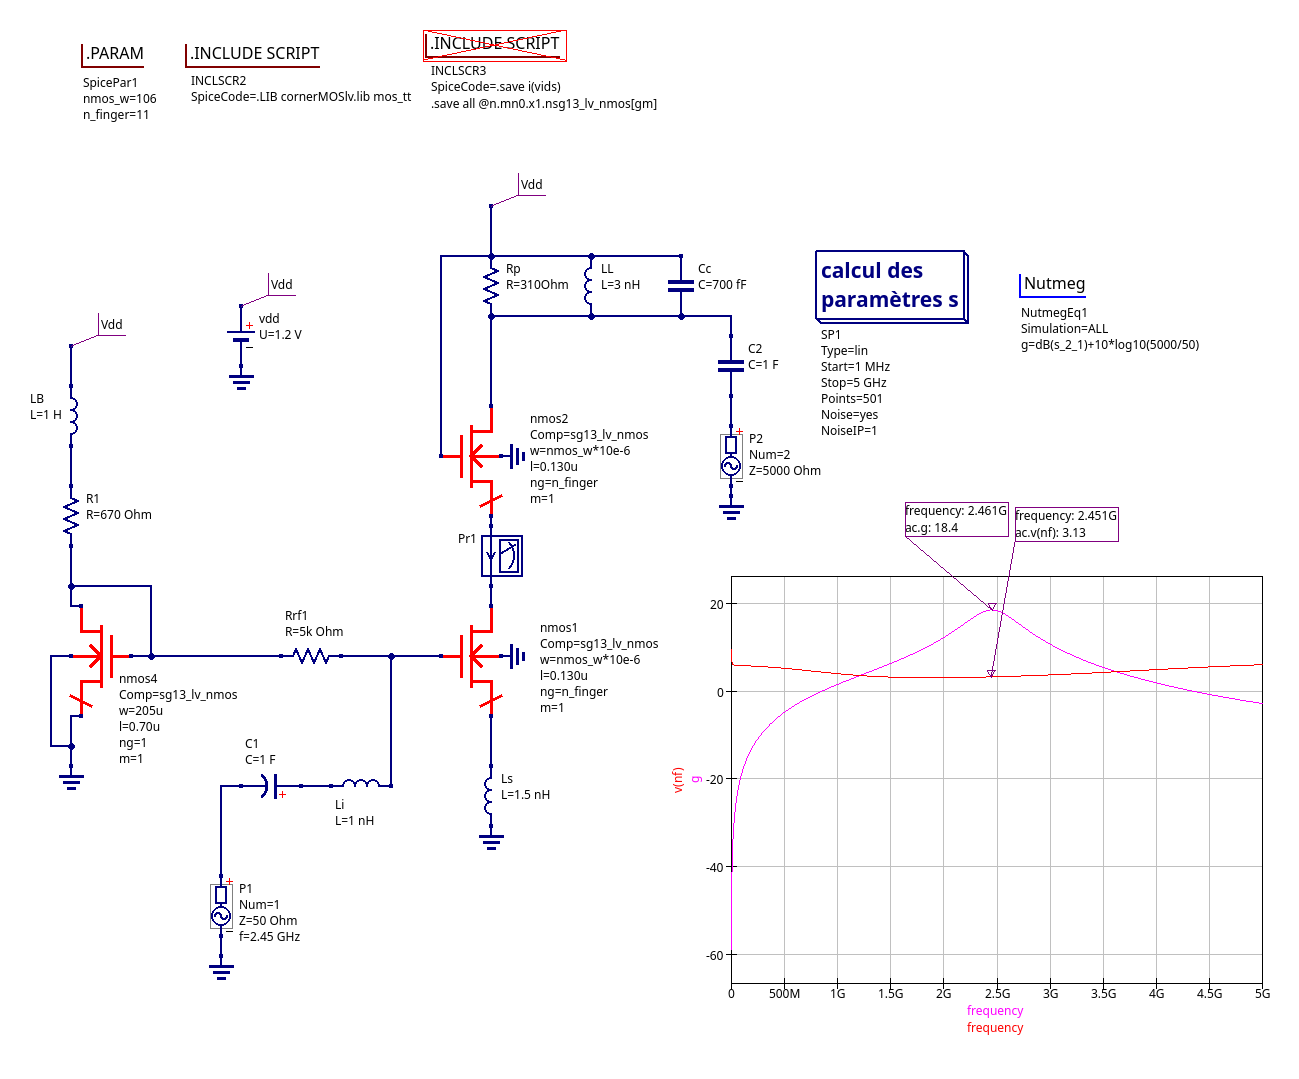 .PARAM
SpicePar1
nmos_w=106
n_finger=11
.INCLUDE SCRIPT
INCLSCR2
SpiceCode=.LIB cornerMOSlv.lib mos_tt
.INCLUDE SCRIPT
INCLSCR3
SpiceCode=.save i(vids)
.save all @n.mn0.x1.nsg13_lv_nmos[gm]
Vdd
Vdd
Vdd
vdd
U=1.2 V
LB
L=1 H
R1
R=670 Ohm
Rp
R=310Ohm
LL
L=3 nH
Cc
C=700 fF
C2
C=1 F
P2
Num=2
Z=5000 Ohm
calcul des
paramètres s
SP1
Type=lin
Start=1 MHz
Stop=5 GHz
Points=501
Noise=yes
NoiseIP=1
Nutmeg
NutmegEq1
Simulation=ALL
g=dB(s_2_1)+10*log10(5000/50)
nmos2
Comp=sg13_lv_nmos
w=nmos_w*10e-6
l=0.130u
ng=n_finger
m=1
Pr1
Rrf1
R=5k Ohm
nmos1
Comp=sg13_lv_nmos
w=nmos_w*10e-6
l=0.130u
ng=n_finger
m=1
nmos4
Comp=sg13_lv_nmos
w=205u
l=0.70u
ng=1
m=1
C1
C=1 F
Li
L=1 nH
Ls
L=1.5 nH
P1
Num=1
Z=50 Ohm
f=2.45 GHz
frequency: 2.461G
ac.g: 18.4
frequency: 2.451G
ac.v(nf): 3.13
20
0
-20
-40
-60
v(nf)
g
0
500M
1G
1.5G
2G
2.5G
3G
3.5G
4G
4.5G
5G
frequency
frequency